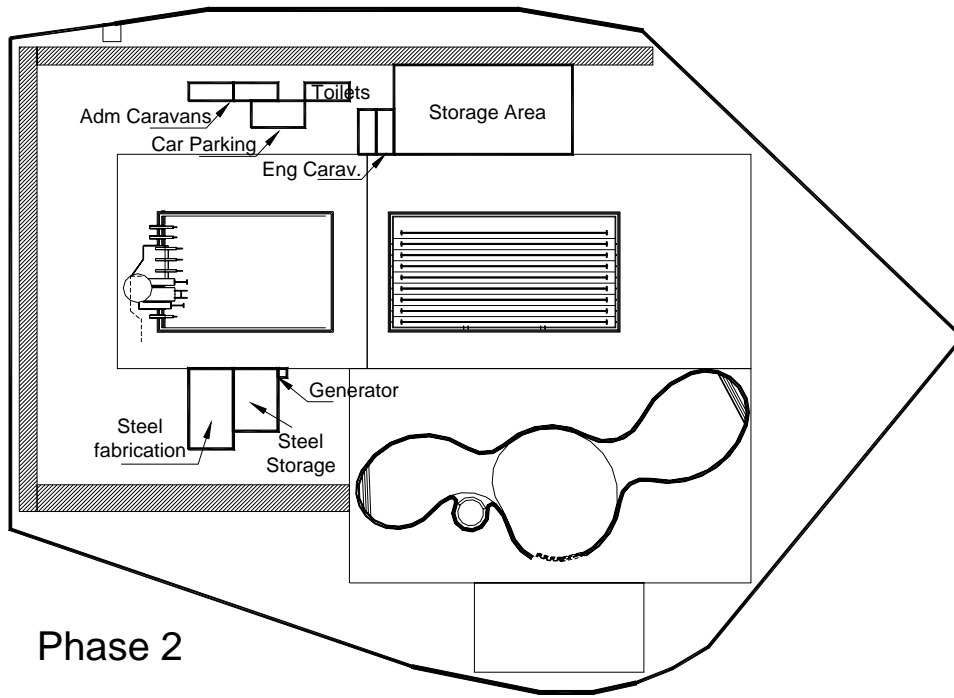 Toilets
Adm Caravans
Storage Area
Car Parking
Eng Carav.
Generator
Steel
fabrication
Steel
Storage
Phase 2